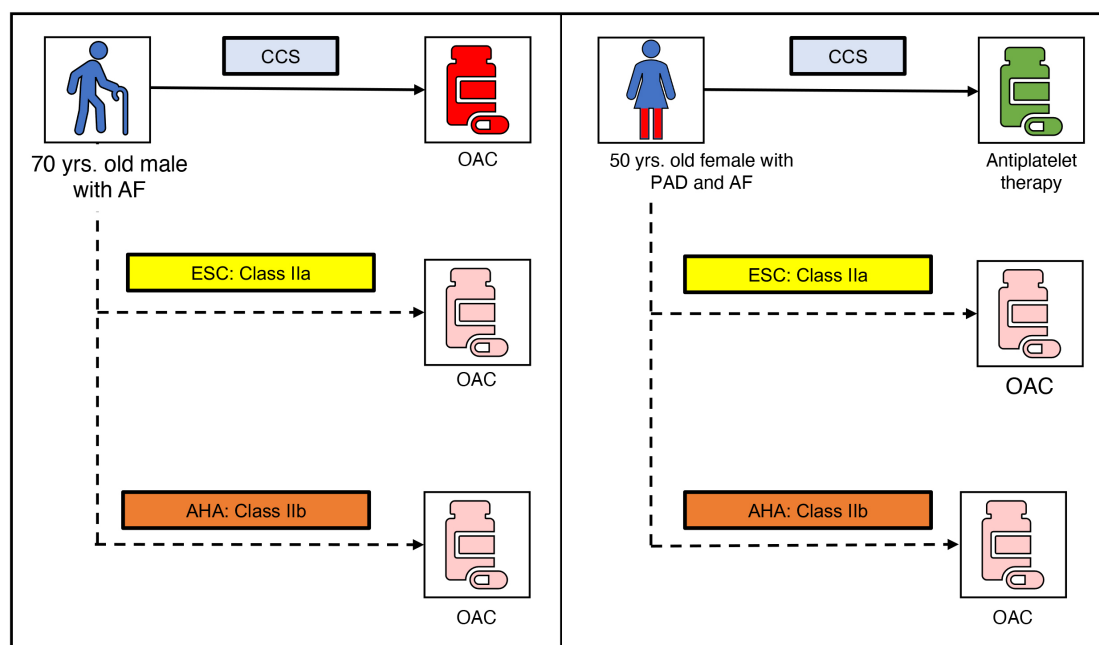 CCS
OAC
70 yrs. old male
with AF
ESC: Class IIa
OAC
AHA: Class IIb
OAC
CCS
50 yrs. old female with
PAD and AF
Antiplatelet
therapy
ESC: Class IIa
OAC
AHA: Class IIb
OAC